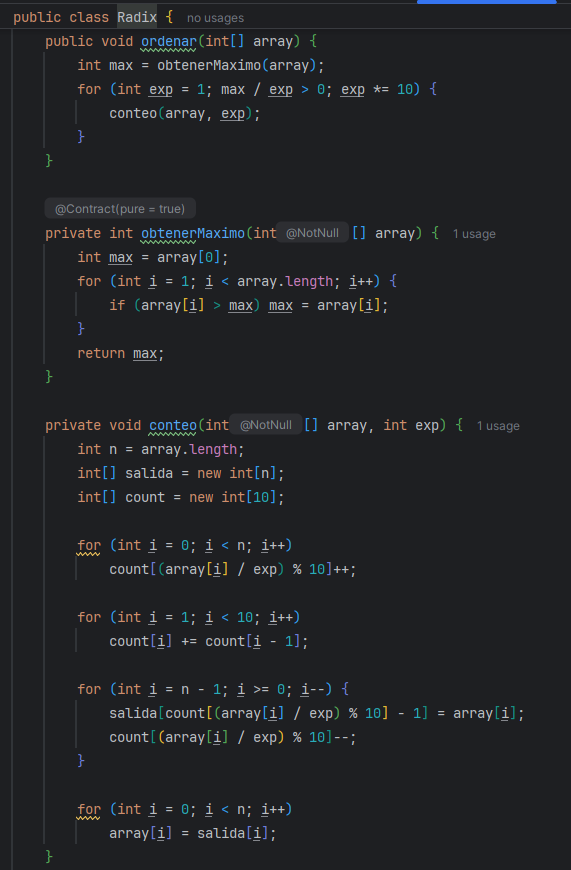 public class Radix {   no usages
    public void ordenar(int[] array) {
        int max = obtenerMaximo(array);
        for (int exp = 1; max / exp > 0; exp *= 10) {
            conteo(array, exp);
        }
    }
    @Contract(pure = true)
    private int obtenerMaximo(int @NotNull [] array) {   1 usage
        int max = array[0];
        for (int i = 1; i < array.length; i++) {
            if (array[i] > max) max = array[i];
        }
        return max;
    }
    private void conteo(int @NotNull [] array, int exp) {   1 usage
        int n = array.length;
        int[] salida = new int[n];
        int[] count = new int[10];
        for (int i = 0; i < n; i++)
            count[(array[i] / exp) % 10]++;
        for (int i = 1; i < 10; i++)
            count[i] += count[i - 1];
        for (int i = n - 1; i >= 0; i--) {
            salida[count[(array[i] / exp) % 10] - 1] = array[i];
            count[(array[i] / exp) % 10]--;
        }
        for (int i = 0; i < n; i++)
            array[i] = salida[i];
    }